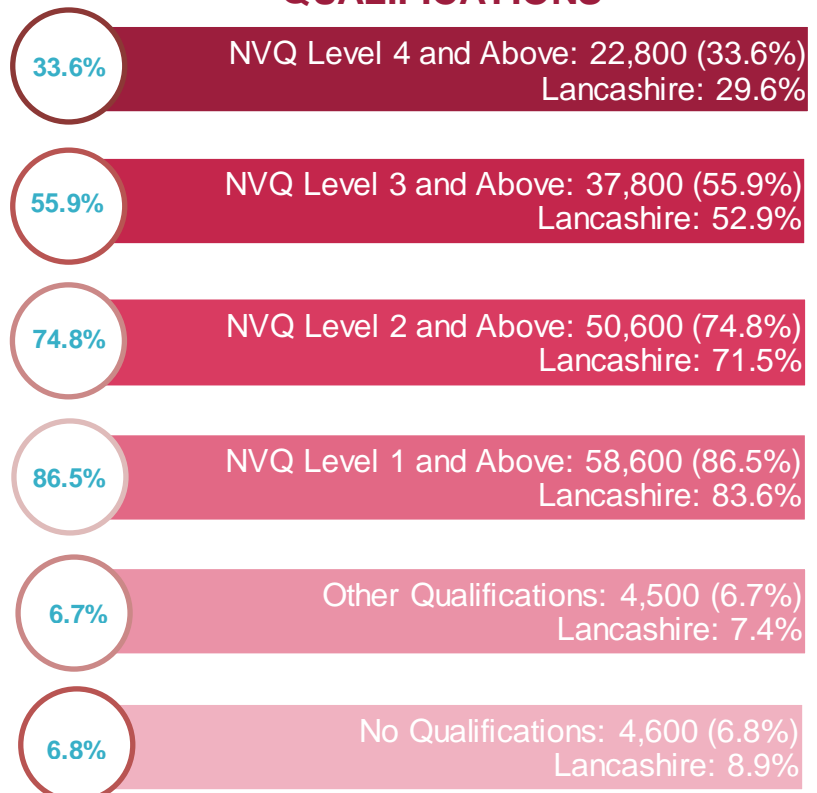 QUALIFICATIONS
33.6%
NVQ Level 4 and Above: 22,800 (33.6%)
Lancashire: 29.6%
55.9%
NVQ Level 3 and Above: 37,800 (55.9%)
Lancashire: 52.9%
74.8%
NVQ Level 2 and Above: 50,600 (74.8%)
Lancashire: 71.5%
86.5%
NVQ Level 1 and Above: 58,600 (86.5%)
Lancashire: 83.6%
6.7%
Other Qualifications: 4,500 (6.7%)
Lancashire: 7.4%
6.8%
No Qualifications: 4,600 (6.8%)
Lancashire: 8.9%